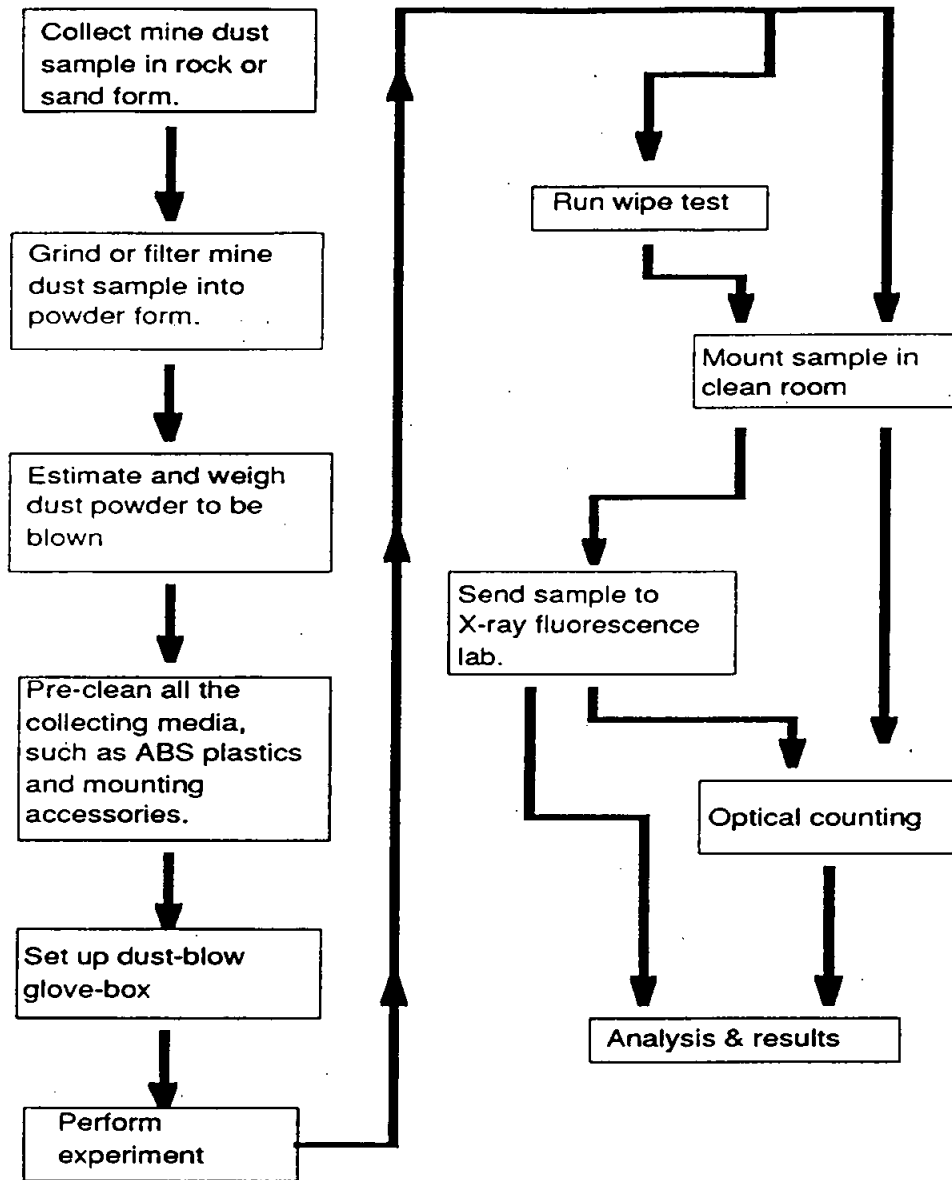 Collect mine dust
sample in rock or
sand form.
Grind or filter mine
dust sample into
powder form.
Estimate and weigh
dust powder to be
blown
Pre-clean all the
collecting media,
such as ABS plastics
and mounting
accessories.
Set up dust-blow
glove-box
Perform
experiment
Run wipe test
Mount sample in
clean room
Send sample to
X-ray fluorescence
lab.
Optical counting
Analysis & results